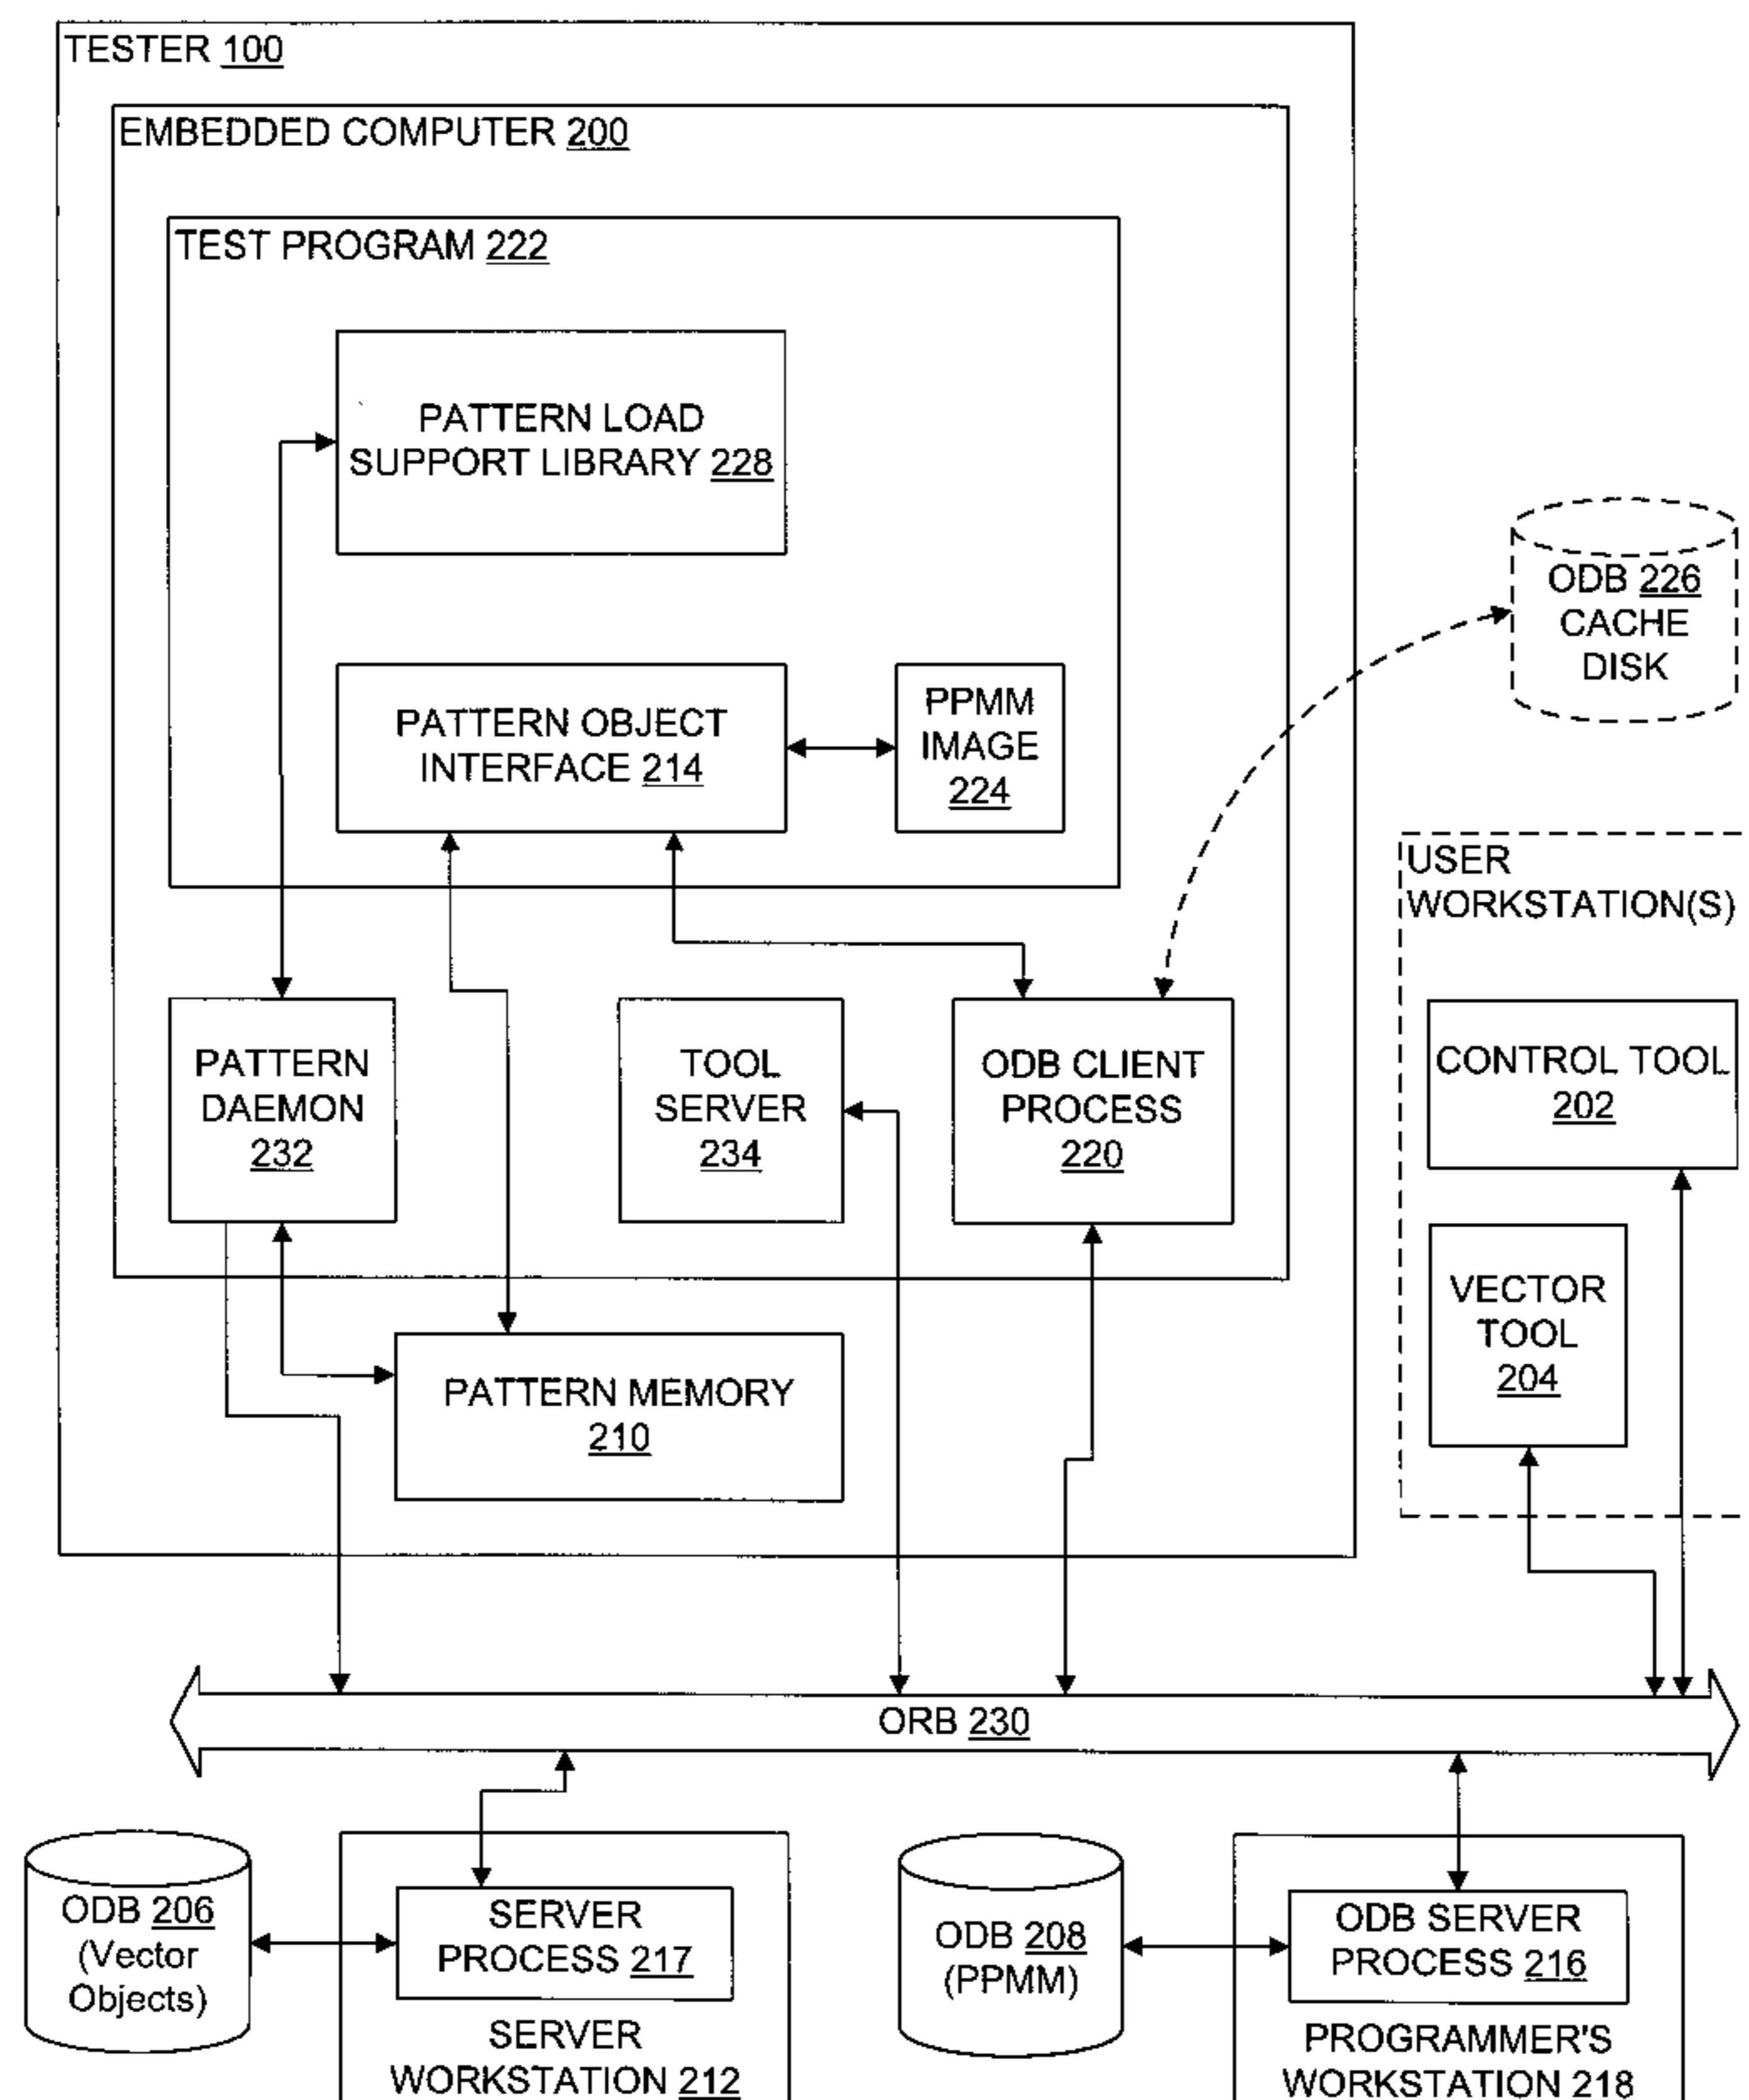 TESTER 100
EMBEDDED COMPUTER 200
TEST PROGRAM 222
PATTERN LOAD
SUPPORT LIBRARY 228
ODB 226
CACHE
DISK
PATTERN OBJECT
INTERFACE 214
PPMM
IMAGE
224
USER
WORKSTATION(S)
PATTERN
DAEMON
232
TOOL
SERVER
234
ODB CLIENT
PROCESS
220
CONTROL TOOL
202
VECTOR
TOOL
204
PATTERN MEMORY
210
ORB 230
ODB 206
(Vector
Objects)
SERVER
PROCESS 217
SERVER
WORKSTATION 212
ODB 208
(PPMM)
ODB SERVER
PROCESS 216
PROGRAMMER'S
WORKSTATION 218